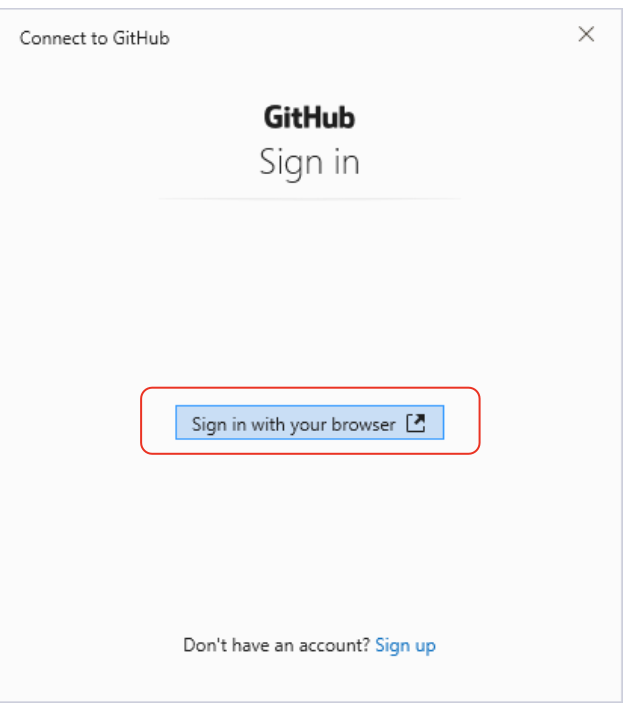 Connect to GitHub
GitHub
Sign in
Sign in with your browser
Don't have an account? Sign up